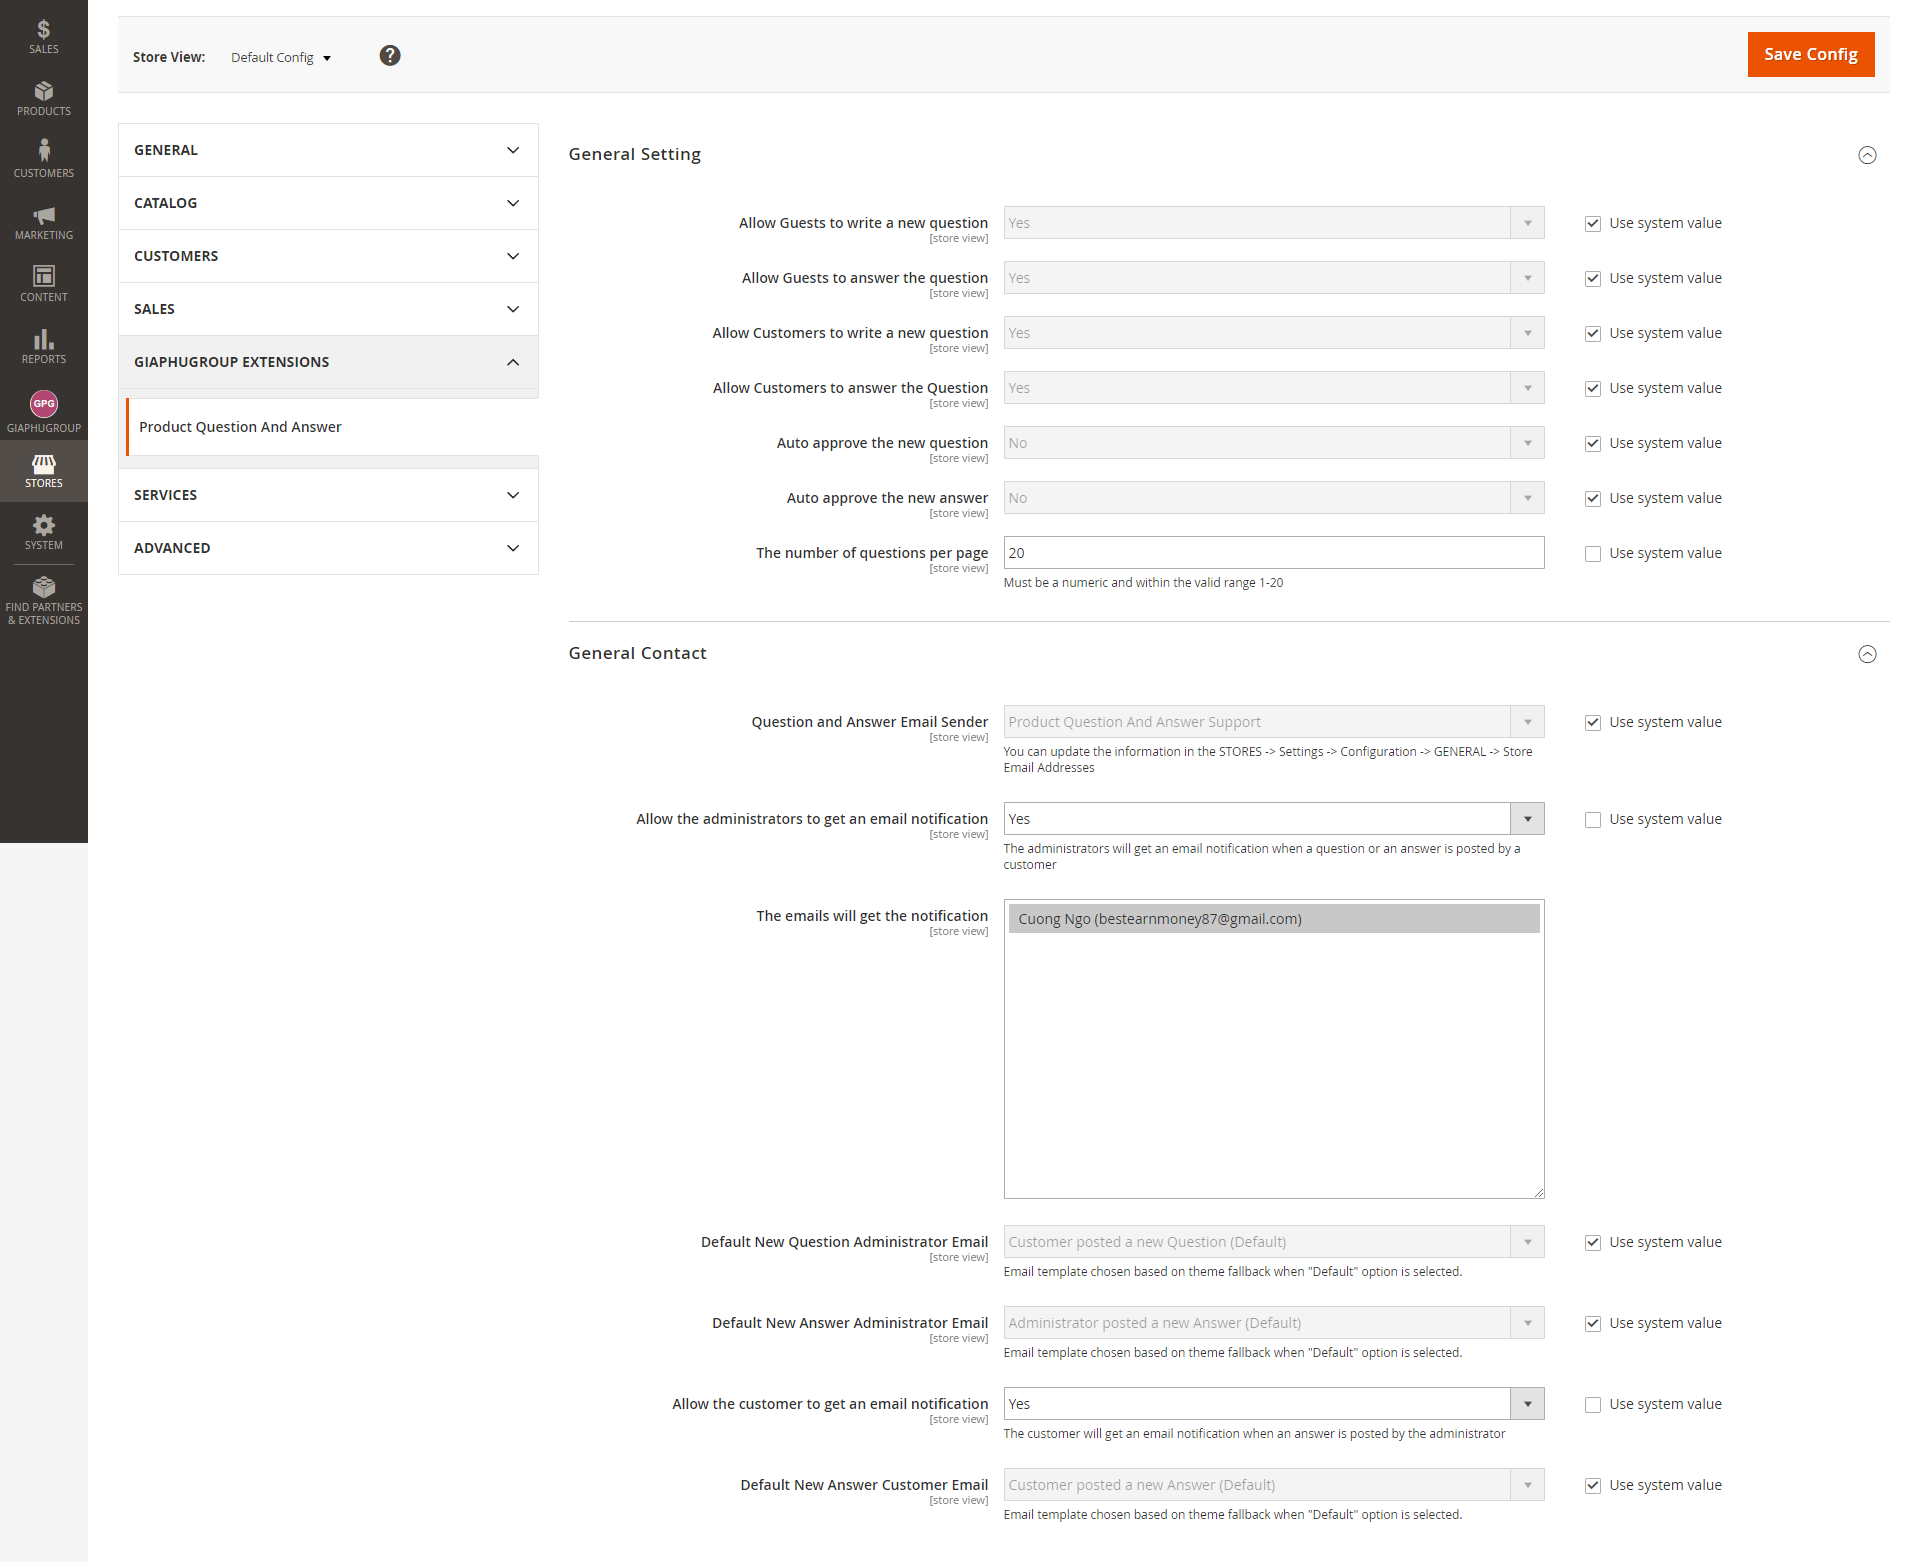 SALES
PRODUCTS
CUSTOMERS
MARKETING
CONTENT
REPORTS
GPG
GIAPHUGROUP
STORES
SYSTEM
FIND PARTNERS
& EXTENSIONS
Store View: Default Config ?
Save Config
GENERAL
CATALOG
CUSTOMERS
SALES
GIAPHUGROUP EXTENSIONS
Product Question And Answer
SERVICES
ADVANCED
General Setting
Allow Guests to write a new question Yes Use system value
[store view]
Allow Guests to answer the question Yes Use system value
[store view]
Allow Customers to write a new question Yes Use system value
[store view]
Allow Customers to answer the Question Yes Use system value
[store view]
Auto approve the new question No Use system value
[store view]
Auto approve the new answer No Use system value
[store view]
The number of questions per page 20 Use system value
[store view]
Must be a numeric and within the valid range 1-20
General Contact
Question and Answer Email Sender Product Question And Answer Support Use system value
[store view]
You can update the information in the STORES -> Settings -> Configuration -> GENERAL -> Store
Email Addresses
Allow the administrators to get an email notification Yes Use system value
[store view]
The administrators will get an email notification when a question or an answer is posted by a
customer
The emails will get the notification Cuong Ngo (bestearnmoney87@gmail.com)
[store view]
Default New Question Administrator Email Customer posted a new Question (Default) Use system value
[store view]
Email template chosen based on theme fallback when "Default" option is selected.
Default New Answer Administrator Email Administrator posted a new Answer (Default) Use system value
[store view]
Email template chosen based on theme fallback when "Default" option is selected.
Allow the customer to get an email notification Yes Use system value
[store view]
The customer will get an email notification when an answer is posted by the administrator
Default New Answer Customer Email Customer posted a new Answer (Default) Use system value
[store view]
Email template chosen based on theme fallback when "Default" option is selected.